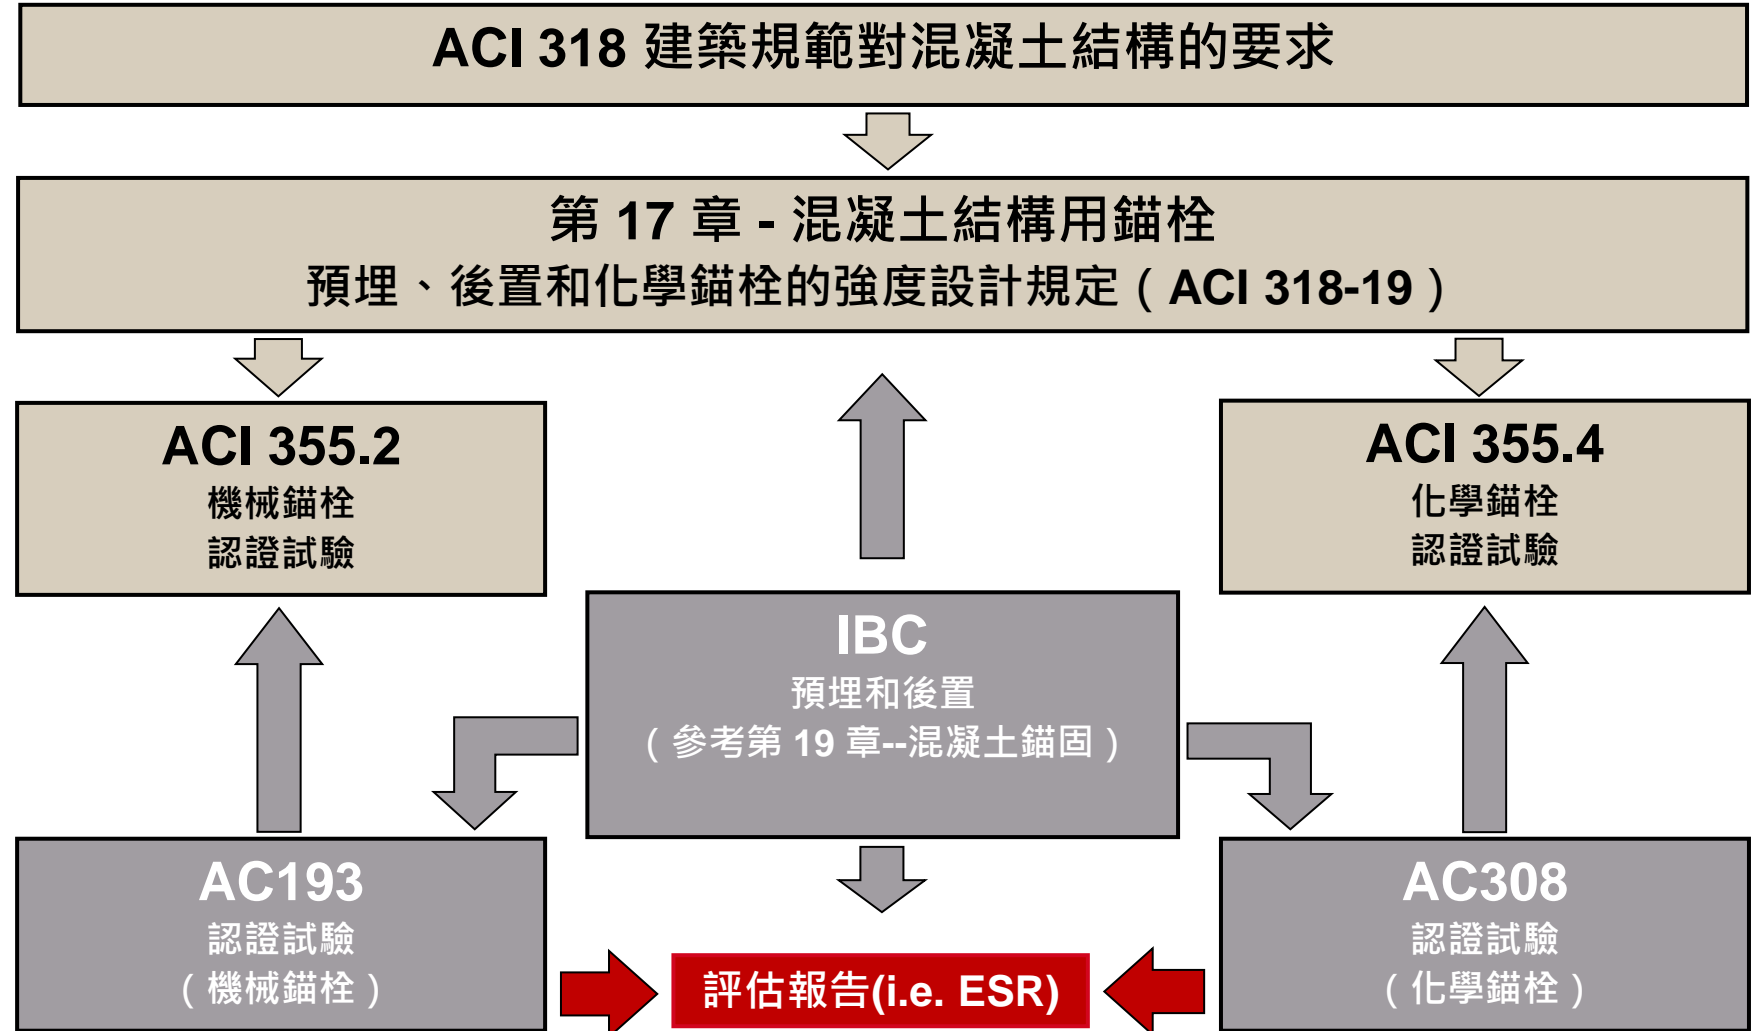 ACI 318 建築規範對混凝土結構的要求
第 17 章 - 混凝土結構用錨栓
預埋、後置和化學錨栓的強度設計規定（ACI 318-19）
ACI 355.2
機械錨栓
認證試驗
ACI 355.4
化學錨栓
認證試驗
IBC
預埋和後置
（參考第 19 章--混凝土錨固）
AC193
認證試驗
（機械錨栓）
AC308
認證試驗
（化學錨栓）
評估報告(i.e. ESR)